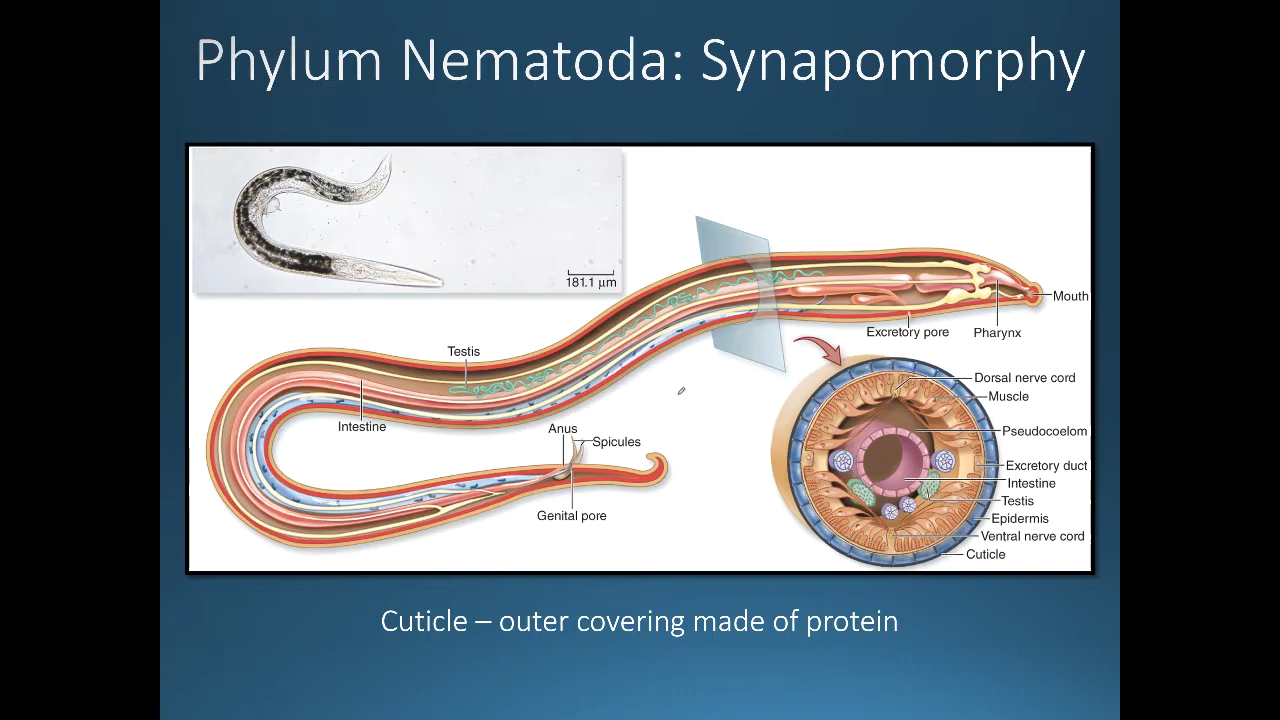 Phylum Nematoda: Synapomorphy
181.1 µm
Mouth
Excretory pore
Pharynx
Testis
Intestine
Anus
Spicules
Genital pore
Dorsal nerve cord
Muscle
Pseudocoelom
Excretory duct
Intestine
Testis
Epidermis
Ventral nerve cord
Cuticle
Cuticle – outer covering made of protein